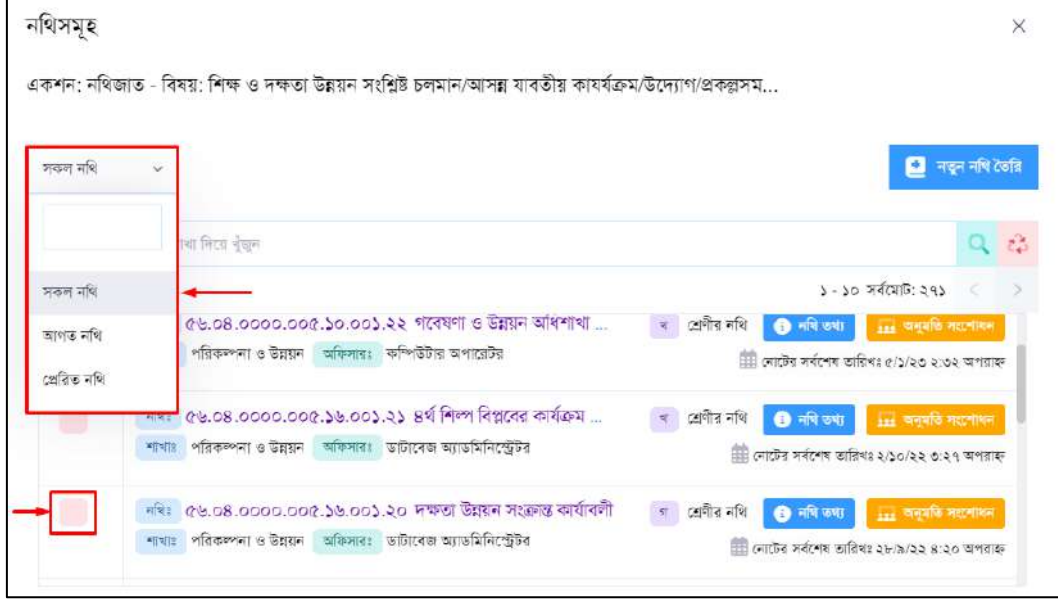 নথিসমূহ
একশন: নথিজাত - বিষয়: শিক্ষ ও দক্ষতা উন্নয়ন সংশ্লিষ্ট চলমান/আসন্ন যাবতীয় কাযর্যক্রম/উদ্যোগ/প্রকল্পসম...
সকল নথি
নতুন নথি তৈরি
দিয়ে খুঁজুন
সকল নথি
আগত নথি
প্রেরিত নথি
১ - ১০ সর্বমোট: ২৭১
৫৬.০৪.০০০০.০০৫.১০.০০১.২২ গবেষণা ও উন্নয়ন অধিশাখা ... খ শ্রেণীর নথি নথি তথ্য অনুমতি সংশোধন
পরিকল্পনা ও উন্নয়ন অফিসারঃ কম্পিউটার অপারেটর নোটের সর্বশেষ তারিখঃ ৫/১/২৩ ২:৩২ অপরাহ্ন
নথিঃ ৫৬.০৪.০০০০.০০৫.১৬.০০১.২১ ৪র্থ শিল্প বিপ্লবের কার্যক্রম ... খ শ্রেণীর নথি নথি তথ্য অনুমতি সংশোধন
শাখাঃ পরিকল্পনা ও উন্নয়ন অফিসারঃ ডাটাবেজ অ্যাডমিনিস্ট্রেটর নোটের সর্বশেষ তারিখঃ ২/১০/২২ ৩:২৭ অপরাহ্ন
নথিঃ ৫৬.০৪.০০০০.০০৫.১৬.০০১.২০ দক্ষতা উন্নয়ন সংক্রান্ত কার্যাবলী গ শ্রেণীর নথি নথি তথ্য অনুমতি সংশোধন
শাখাঃ পরিকল্পনা ও উন্নয়ন অফিসারঃ ডাটাবেজ অ্যাডমিনিস্ট্রেটর নোটের সর্বশেষ তারিখঃ ২৮/৯/২২ ৪:২০ অপরাহ্ন